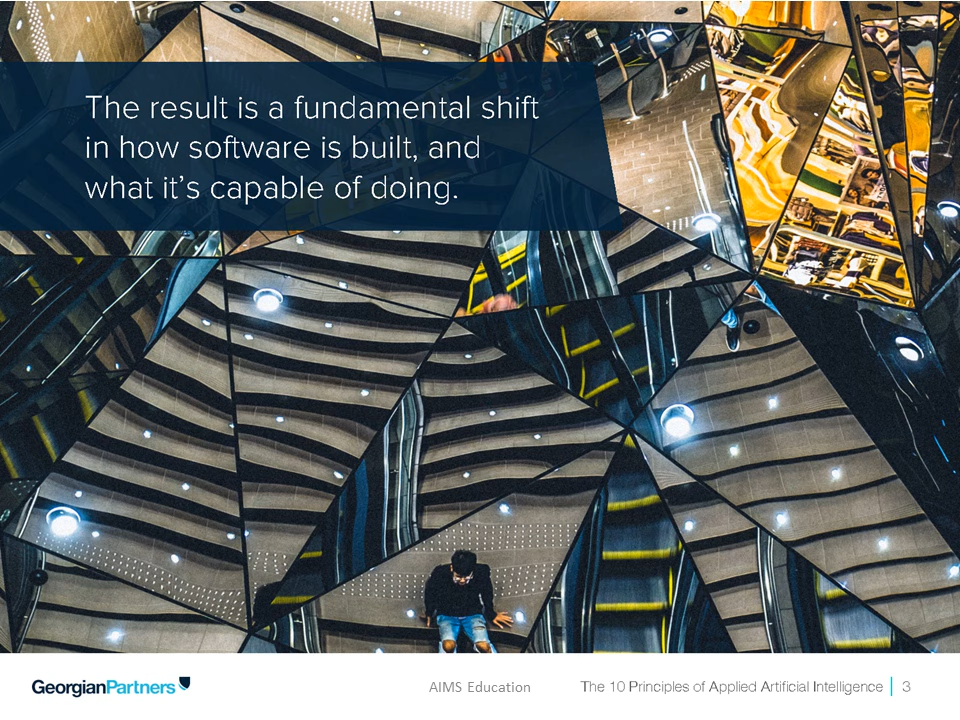 The result is a fundamental shift
in how software is built, and
what it's capable of doing.
GeorgianPartners
AIMS Education
The 10 Principles of Applied Artificial Intelligence
3